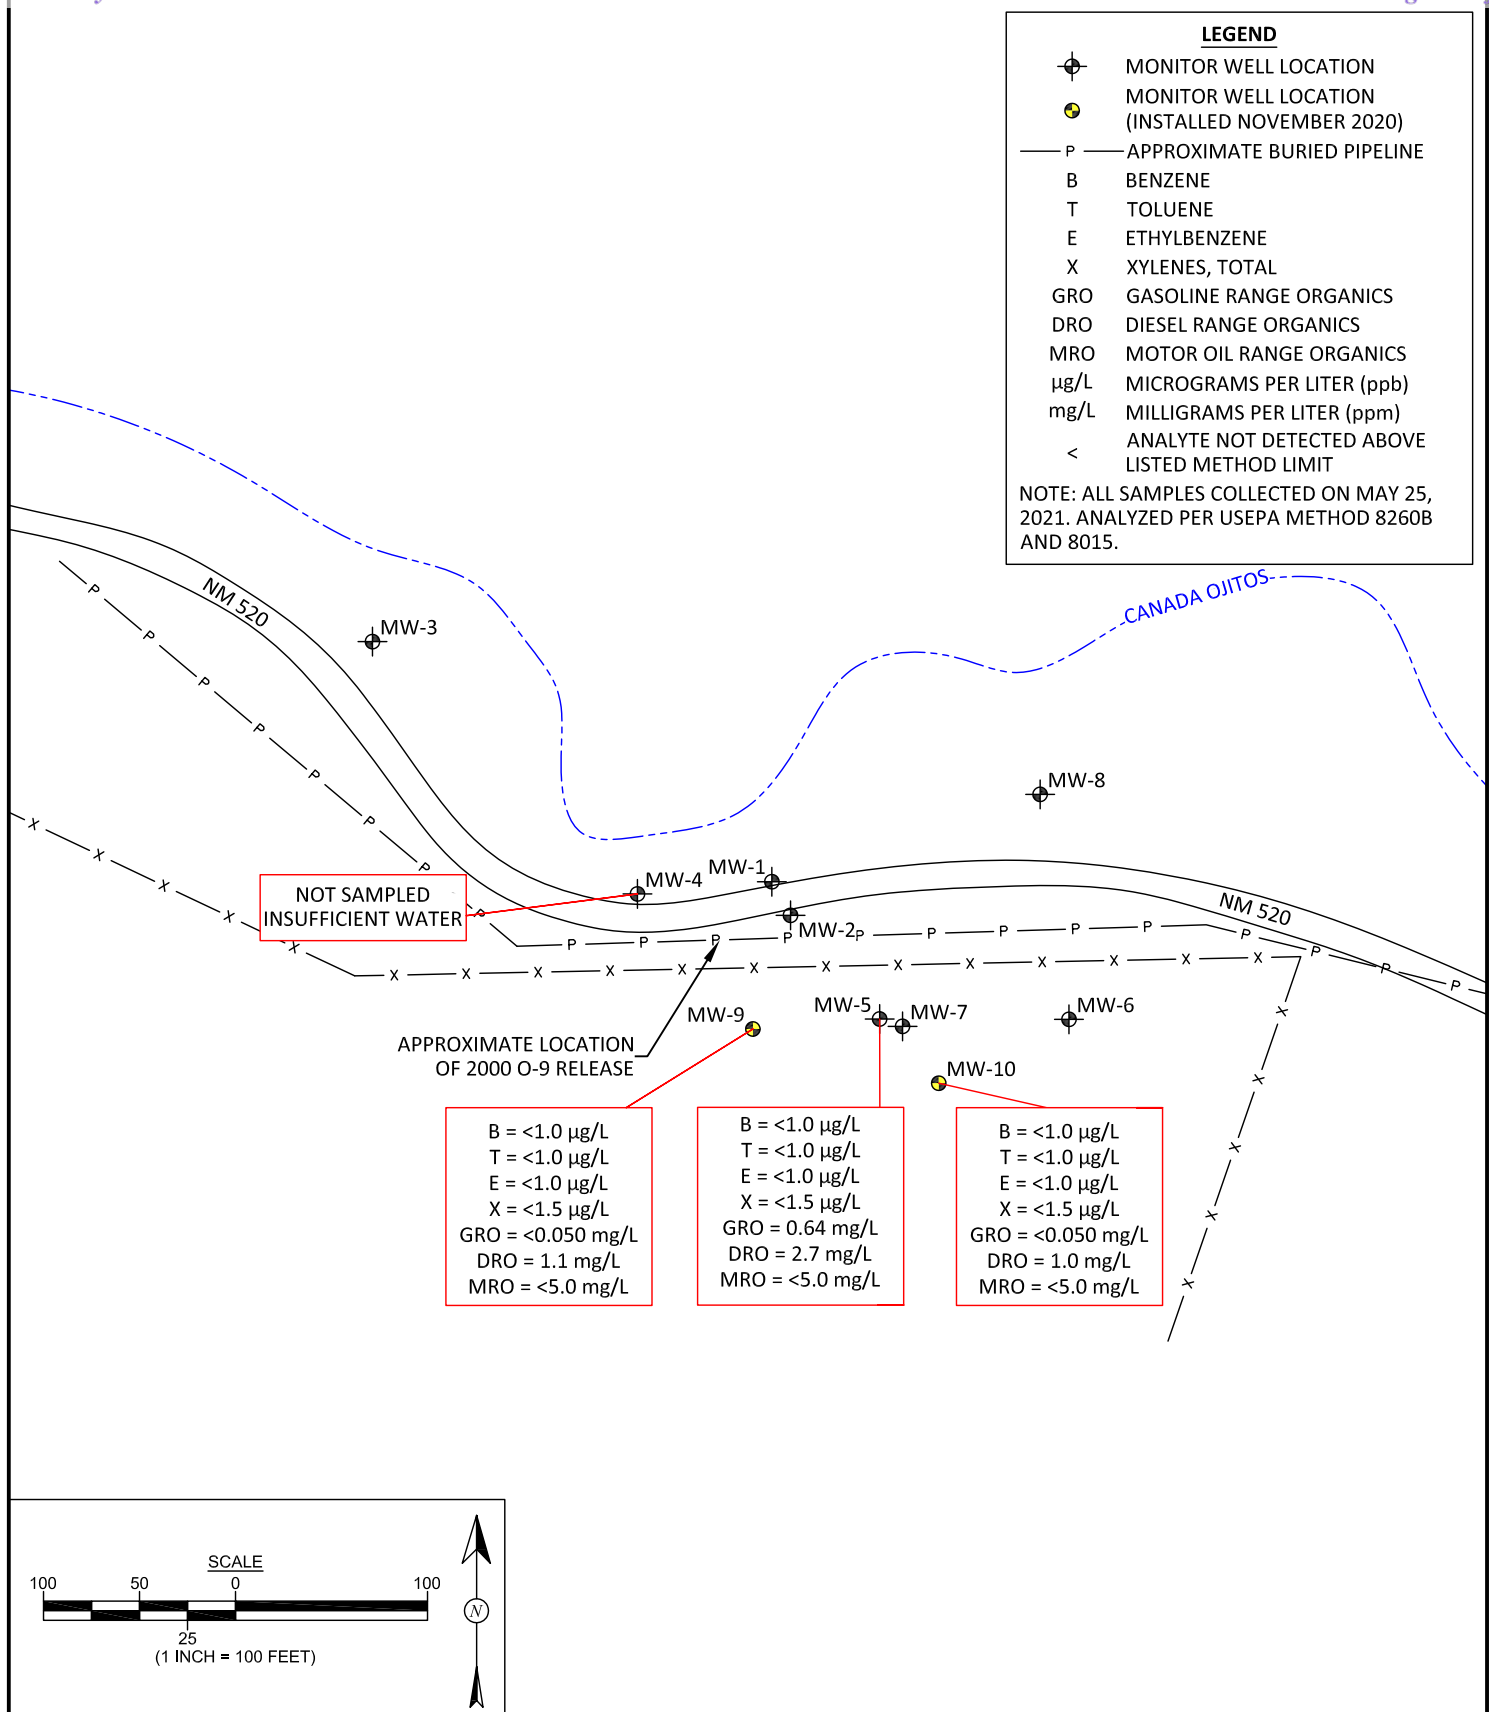 LEGEND
MONITOR WELL LOCATION
MONITOR WELL LOCATION
(INSTALLED NOVEMBER 2020)
P APPROXIMATE BURIED PIPELINE
B BENZENE
T TOLUENE
E ETHYLBENZENE
X XYLENES, TOTAL
GRO GASOLINE RANGE ORGANICS
DRO DIESEL RANGE ORGANICS
MRO MOTOR OIL RANGE ORGANICS
µg/L MICROGRAMS PER LITER (ppb)
mg/L MILLIGRAMS PER LITER (ppm)
< ANALYTE NOT DETECTED ABOVE
LISTED METHOD LIMIT
NOTE: ALL SAMPLES COLLECTED ON MAY 25,
2021. ANALYZED PER USEPA METHOD 8260B
AND 8015.
CANADA OJITOS
NM 520
MW-3
MW-8
MW-1
MW-4
NOT SAMPLED
INSUFFICIENT WATER
NM 520
MW-2
P P P P P P P P P P P P P P P P P P P P P
X X X X X X X X X X X X X X X X X X X X X X X
MW-9
MW-5
MW-7
MW-6
APPROXIMATE LOCATION
OF 2000 O-9 RELEASE
MW-10
B = <1.0 µg/L
T = <1.0 µg/L
E = <1.0 µg/L
X = <1.5 µg/L
GRO = <0.050 mg/L
DRO = 1.1 mg/L
MRO = <5.0 mg/L
B = <1.0 µg/L
T = <1.0 µg/L
E = <1.0 µg/L
X = <1.5 µg/L
GRO = 0.64 mg/L
DRO = 2.7 mg/L
MRO = <5.0 mg/L
B = <1.0 µg/L
T = <1.0 µg/L
E = <1.0 µg/L
X = <1.5 µg/L
GRO = <0.050 mg/L
DRO = 1.0 mg/L
MRO = <5.0 mg/L
SCALE
100 50 0 100
25
(1 INCH = 100 FEET)
N